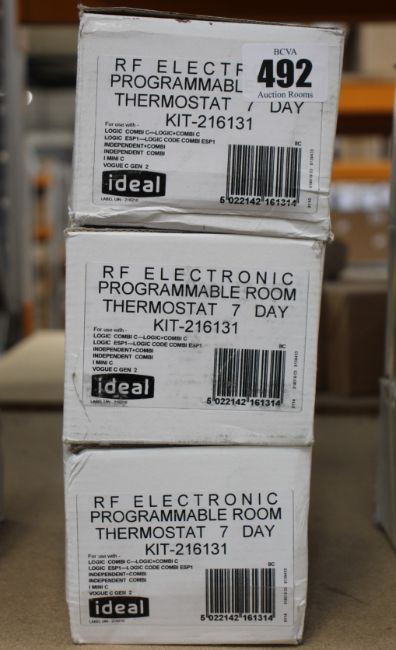 BCVA
492
Auction Rooms
RF ELECTR
PROGRAMMABLE
THERMOSTAT 7 DAY
KIT-216131
For use with -
LOGIC COMBI C—LOGIC+COMBI C
LOGIC ESP1—LOGIC CODE COMBI ESP1
INDEPENDENT+COMBI
INDEPENDENT COMBI
I MINI C
VOGUE C GEN 2
BC
ideal
5 022142 161314
RF ELECTRONIC
PROGRAMMABLE ROOM
THERMOSTAT 7 DAY
KIT-216131
For use with -
LOGIC COMBI C—LOGIC+COMBI C
LOGIC ESP1—LOGIC CODE COMBI ESP1
INDEPENDENT+COMBI
INDEPENDENT COMBI
I MINI C
VOGUE C GEN 2
BC
ideal
5 022142 161314
RF ELECTRONIC
PROGRAMMABLE ROOM
THERMOSTAT 7 DAY
KIT-216131
For use with -
LOGIC COMBI C—LOGIC+COMBI C
LOGIC ESP1—LOGIC CODE COMBI ESP1
INDEPENDENT+COMBI
INDEPENDENT COMBI
I MINI C
VOGUE C GEN 2
BC
ideal
5 022142 161314